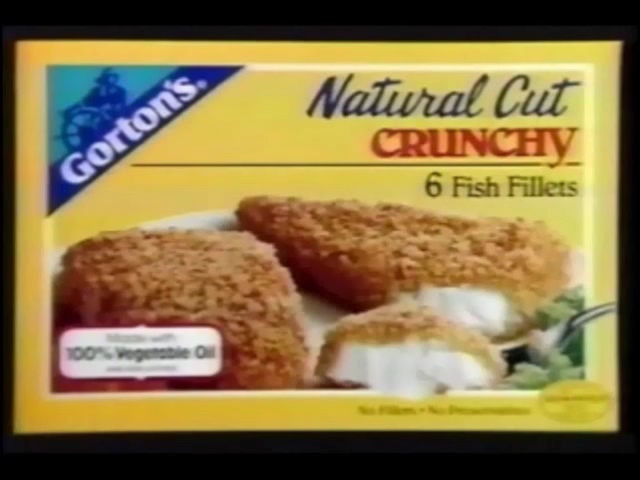 Gorton's®
Natural Cut
CRUNCHY
6 Fish Fillets
Made with
100% Vegetable Oil
No Fillers • No Preservatives